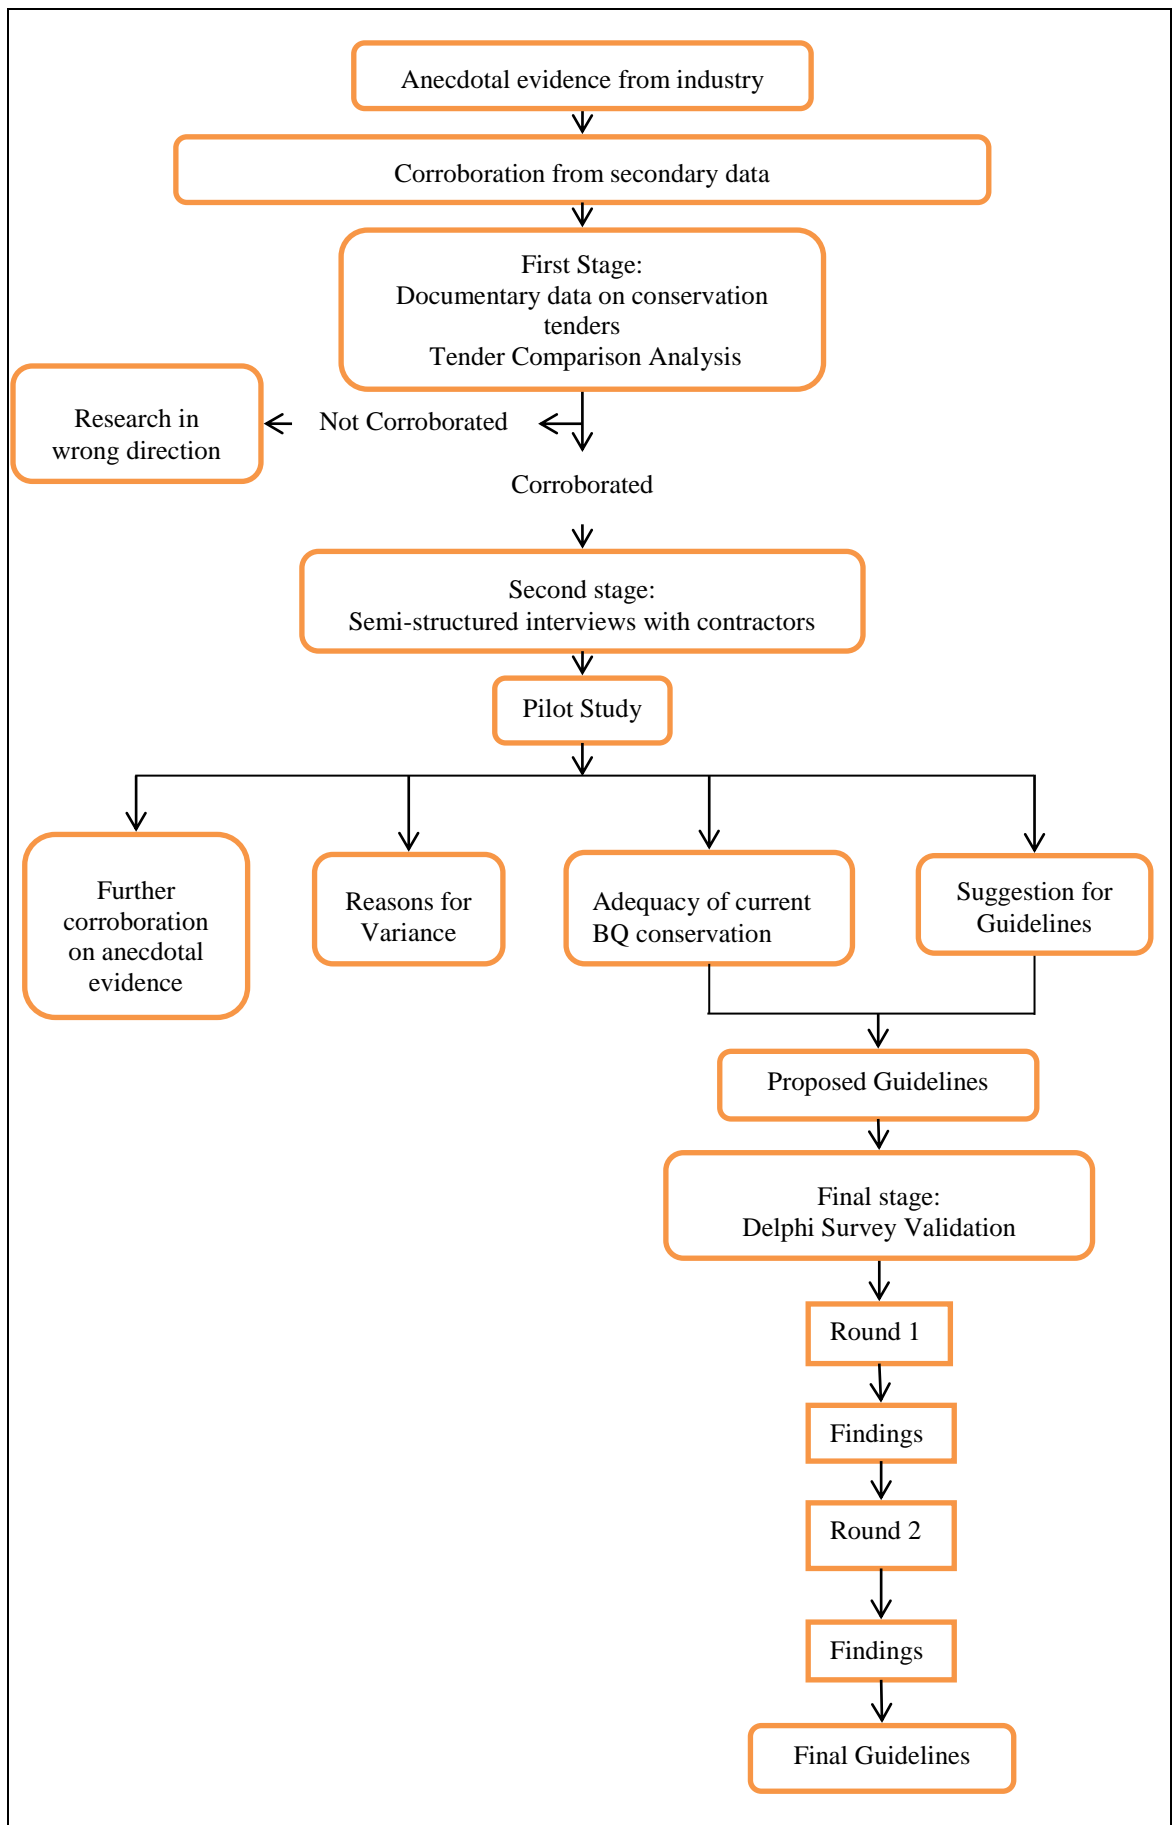 Anecdotal evidence from industry
Corroboration from secondary data
First Stage:
Documentary data on conservation
tenders
Tender Comparison Analysis
Research in
wrong direction
Not Corroborated
Corroborated
Second stage:
Semi-structured interviews with contractors
Pilot Study
Further
corroboration
on anecdotal
evidence
Reasons for
Variance
Adequacy of current
BQ conservation
Suggestion for
Guidelines
Proposed Guidelines
Final stage:
Delphi Survey Validation
Round 1
Findings
Round 2
Findings
Final Guidelines